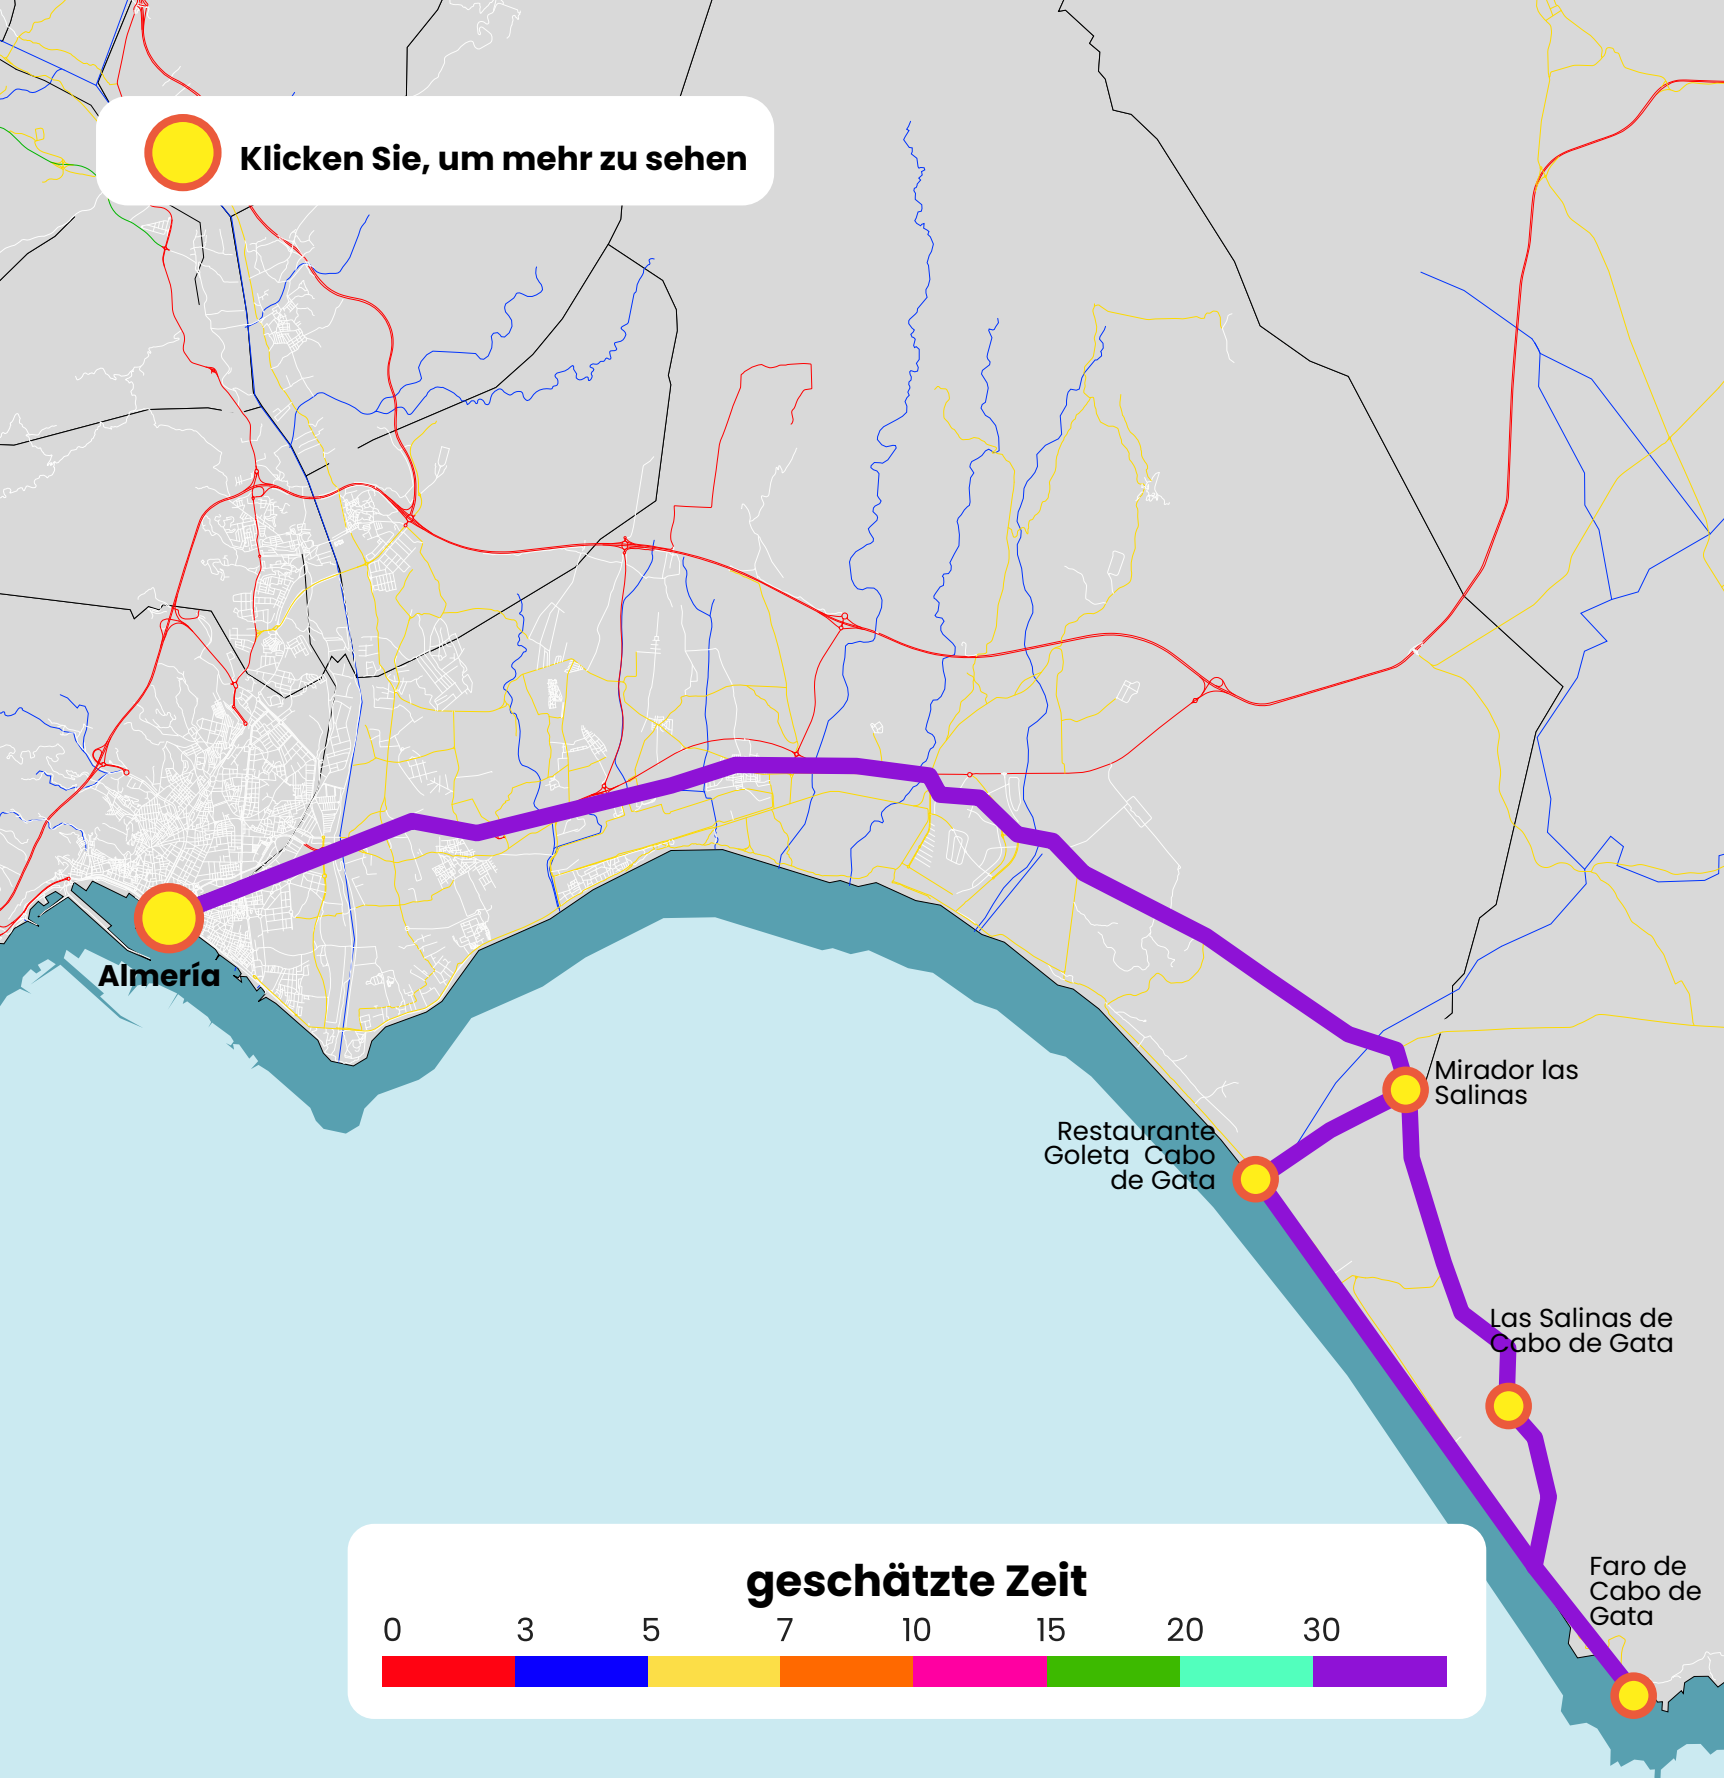 Klicken Sie, um mehr zu sehen
Almería
Mirador las
Salinas
Restaurante
Goleta  Cabo
de Gata
Las Salinas de
Cabo de Gata
Faro de
Cabo de
Gata
geschätzte Zeit
0 3 5 7 10 15 20 30